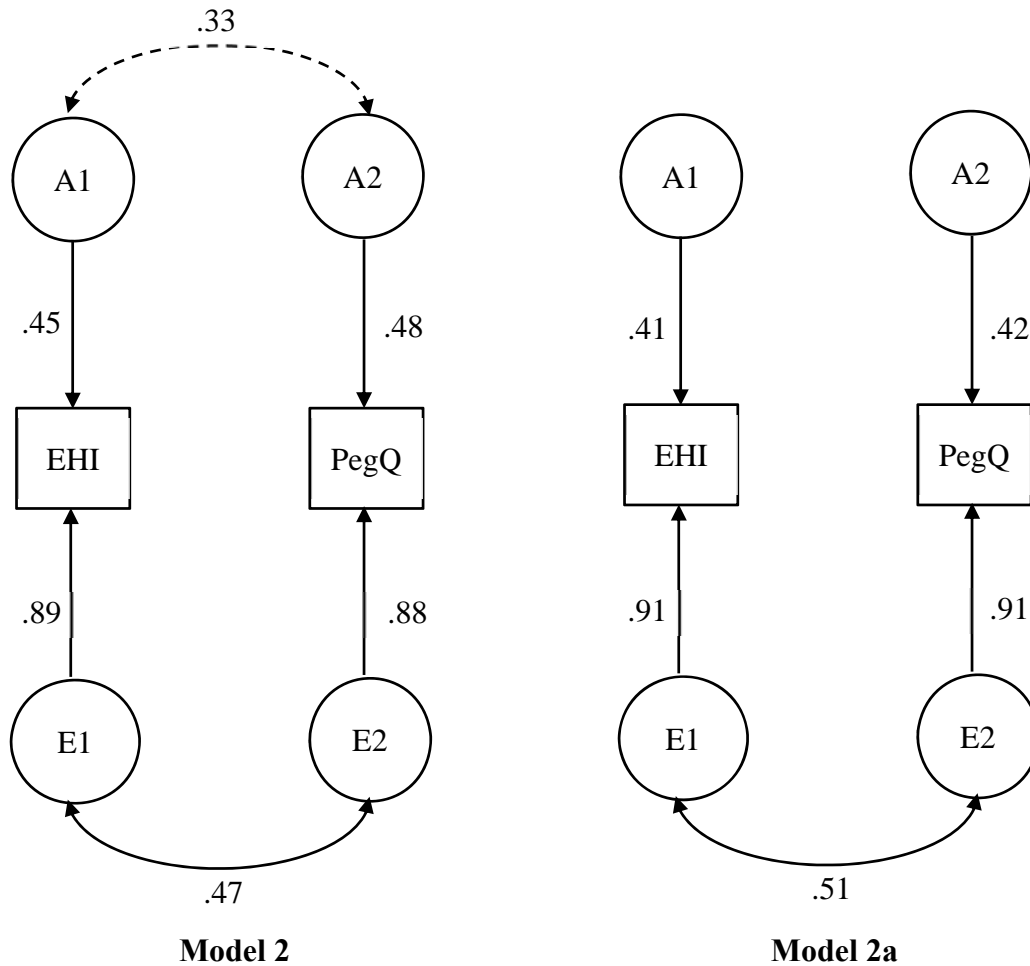 .33
A1 A2 A1 A2
.45 .48 .41 .42
EHI PegQ EHI PegQ
.89 .88 .91 .91
E1 E2 E1 E2
.47 .51
Model 2 Model 2a